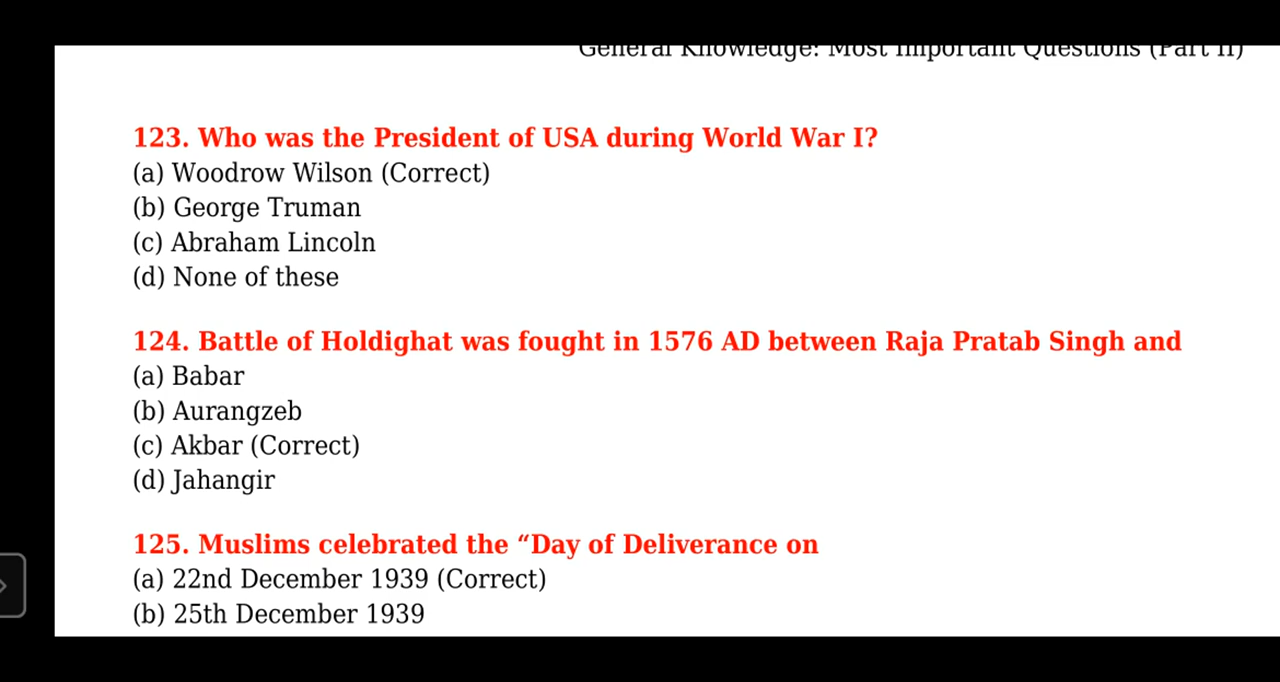 General Knowledge: Most Important Questions (Part II)
123. Who was the President of USA during World War I?
(a) Woodrow Wilson (Correct)
(b) George Truman
(c) Abraham Lincoln
(d) None of these
124. Battle of Holdighat was fought in 1576 AD between Raja Pratab Singh and
(a) Babar
(b) Aurangzeb
(c) Akbar (Correct)
(d) Jahangir
125. Muslims celebrated the “Day of Deliverance on
(a) 22nd December 1939 (Correct)
(b) 25th December 1939